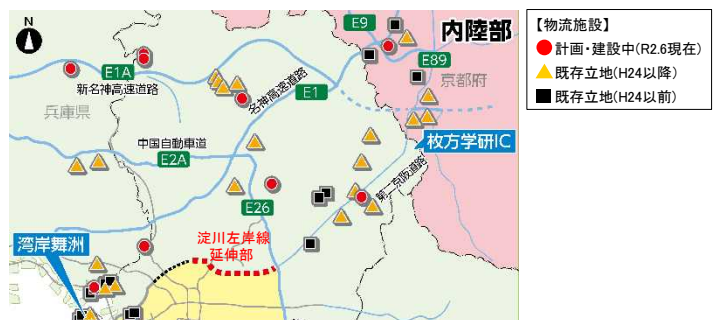 N
内陸部
E9
E89
京都府
E1A
新名神高速道路
名神高速道路
E1
兵庫県
中国自動車道
E2A
枚方学研IC
第二京阪道路
E26
淀川左岸線
延伸部
湾岸舞洲
【物流施設】
計画・建設中(R2.6現在)
既存立地(H24以降)
既存立地(H24以前)